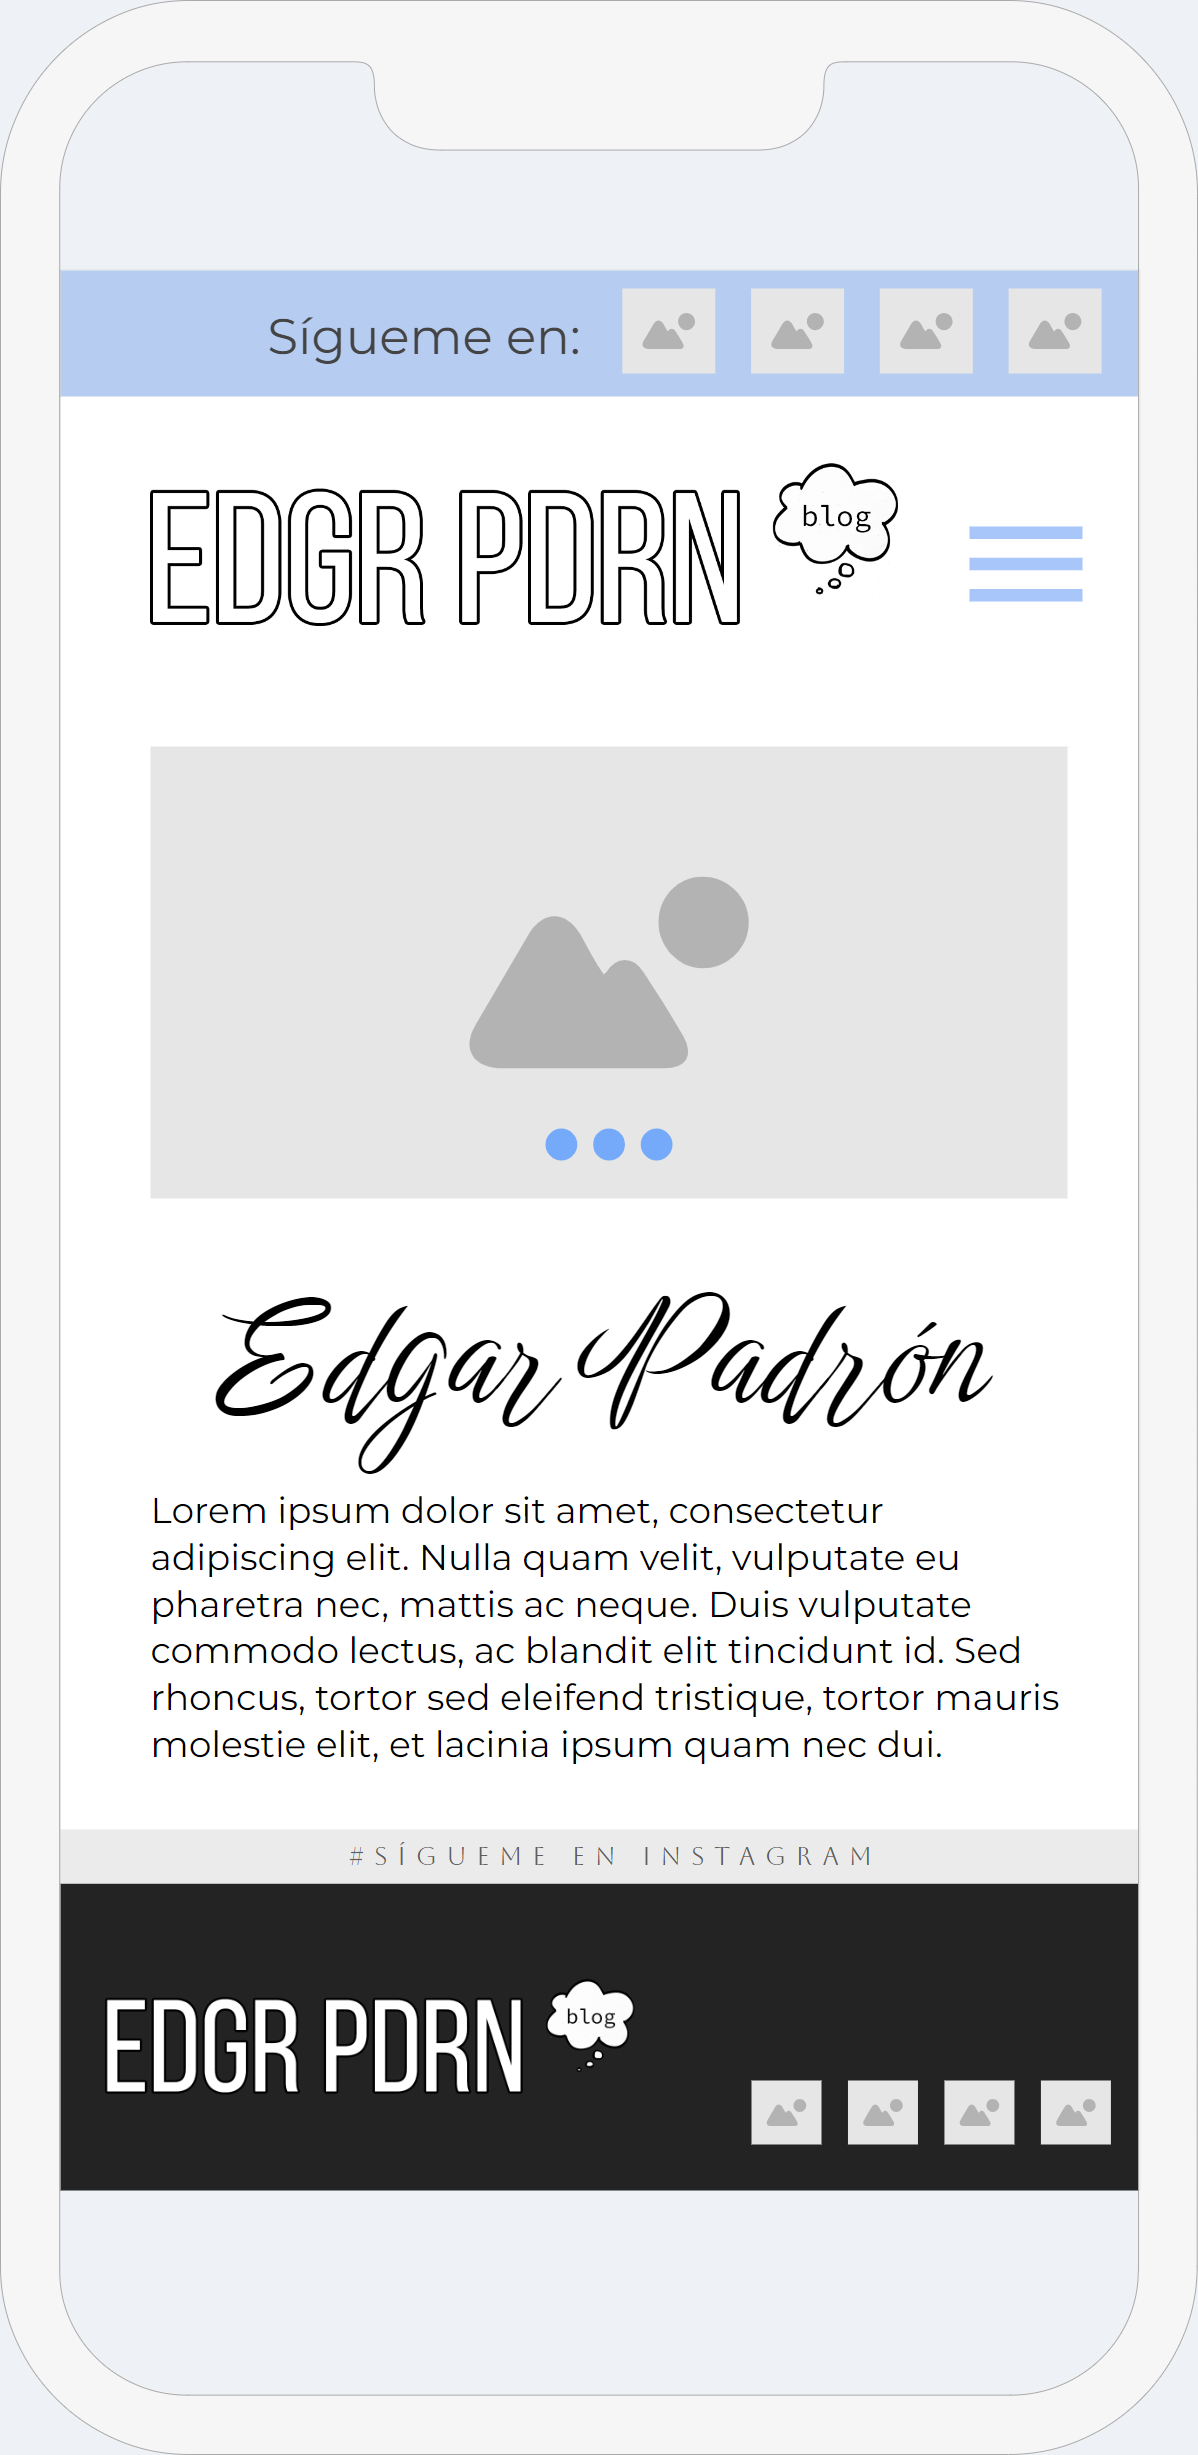 Sígueme en:
EDGR PDRN blog
Edgar Padrón
Lorem ipsum dolor sit amet, consectetur
adipiscing elit. Nulla quam velit, vulputate eu
pharetra nec, mattis ac neque. Duis vulputate
commodo lectus, ac blandit elit tincidunt id. Sed
rhoncus, tortor sed eleifend tristique, tortor mauris
molestie elit, et lacinia ipsum quam nec dui.
#SÍGUEME EN INSTAGRAM
EDGR PDRN blog